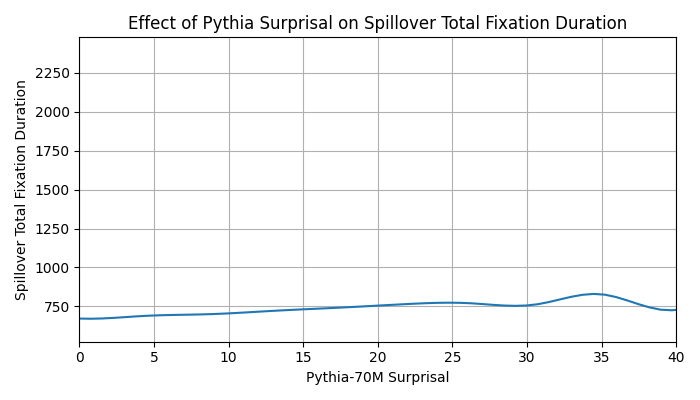 Effect of Pythia Surprisal on Spillover Total Fixation Duration
Spillover Total Fixation Duration
2250
2000
1750
1500
1250
1000
750
0 5 10 15 20 25 30 35 40
Pythia-70M Surprisal